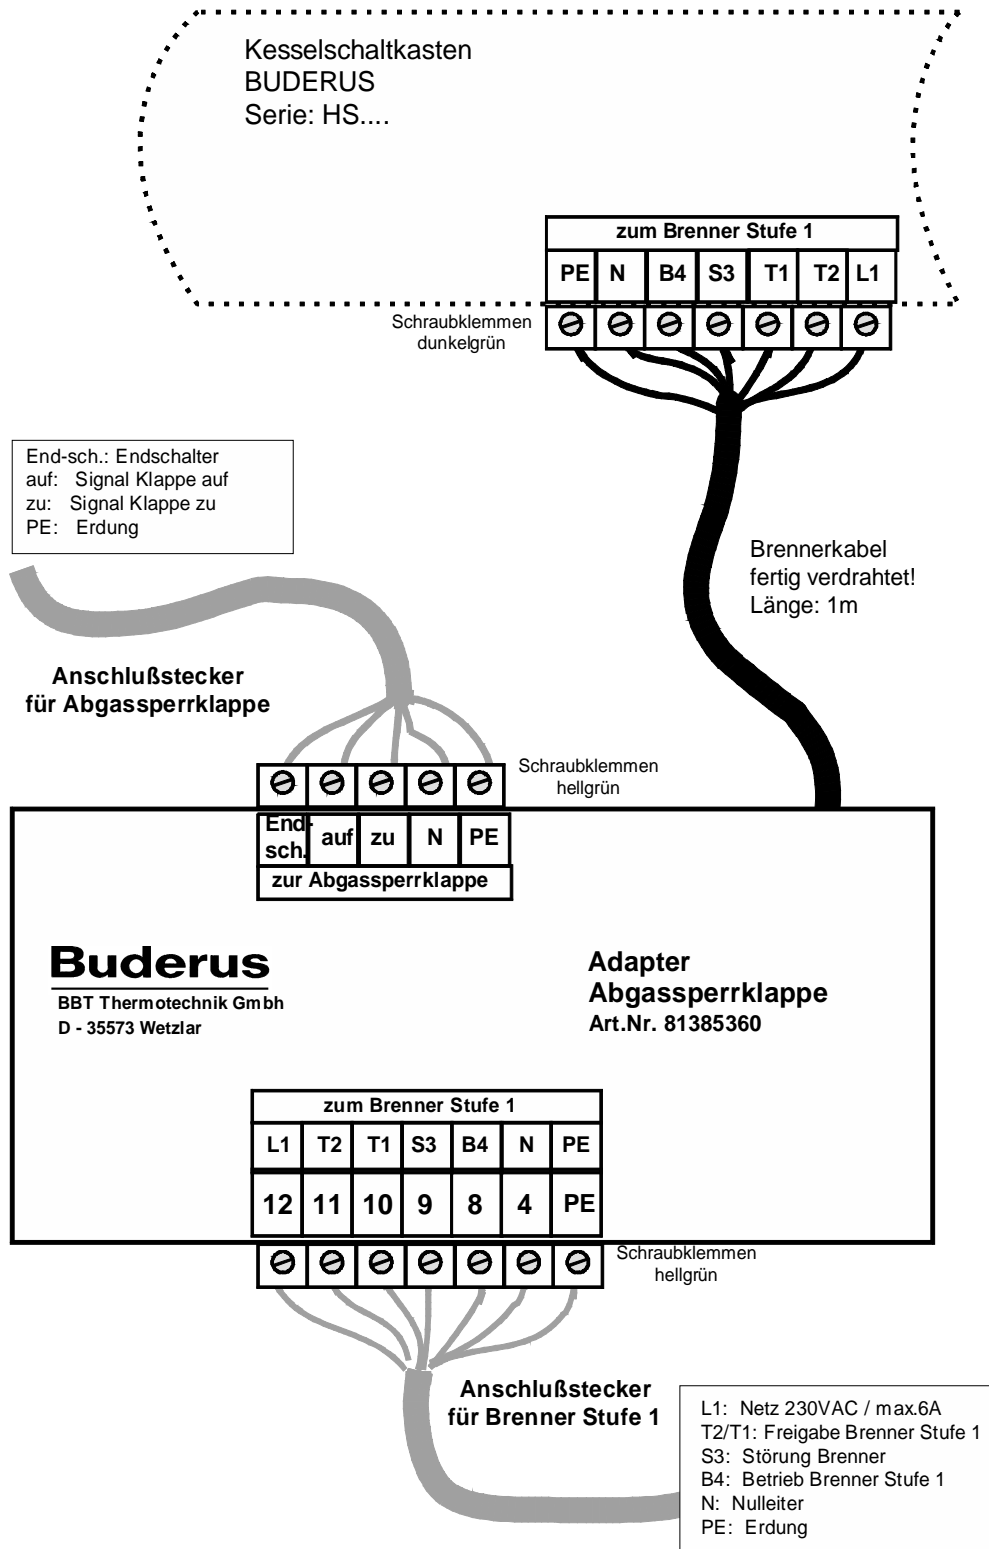 Kesselschaltkasten
BUDERUS
Serie: HS....
zum Brenner Stufe 1
PE N B4 S3 T1 T2 L1
Schraubklemmen
dunkelgrün
End-sch.: Endschalter
auf: Signal Klappe auf
zu: Signal Klappe zu
PE: Erdung
Brennerkabel
fertig verdrahtet!
Länge: 1m
Anschlußstecker
für Abgassperrklappe
Schraubklemmen
hellgrün
End-
sch. auf zu N PE
zur Abgassperrklappe
Buderus
BBT Thermotechnik Gmbh
D - 35573 Wetzlar
Adapter
Abgassperrklappe
Art.Nr. 81385360
zum Brenner Stufe 1
L1 T2 T1 S3 B4 N PE
12 11 10 9 8 4 PE
Schraubklemmen
hellgrün
Anschlußstecker
für Brenner Stufe 1
L1: Netz 230VAC / max.6A
T2/T1: Freigabe Brenner Stufe 1
S3: Störung Brenner
B4: Betrieb Brenner Stufe 1
N: Nulleiter
PE: Erdung